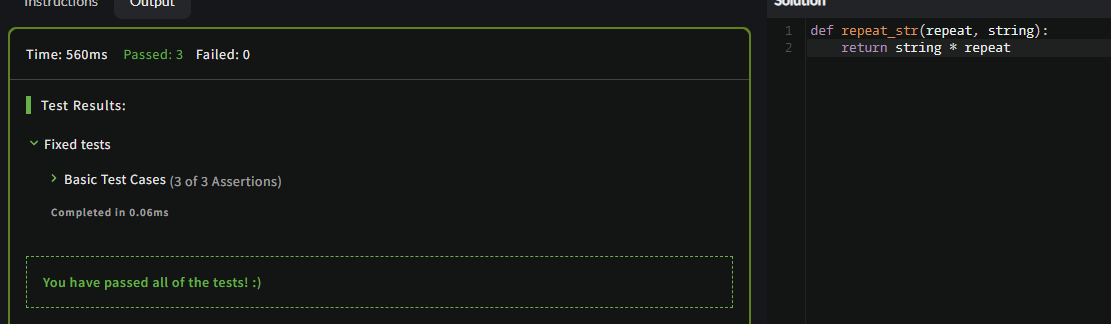 Instructions
Output
Time: 560ms Passed: 3 Failed: 0
Test Results:
Fixed tests
Basic Test Cases (3 of 3 Assertions)
Completed in 0.06ms
You have passed all of the tests! :)
Solution
1 def repeat_str(repeat, string):
2     return string * repeat